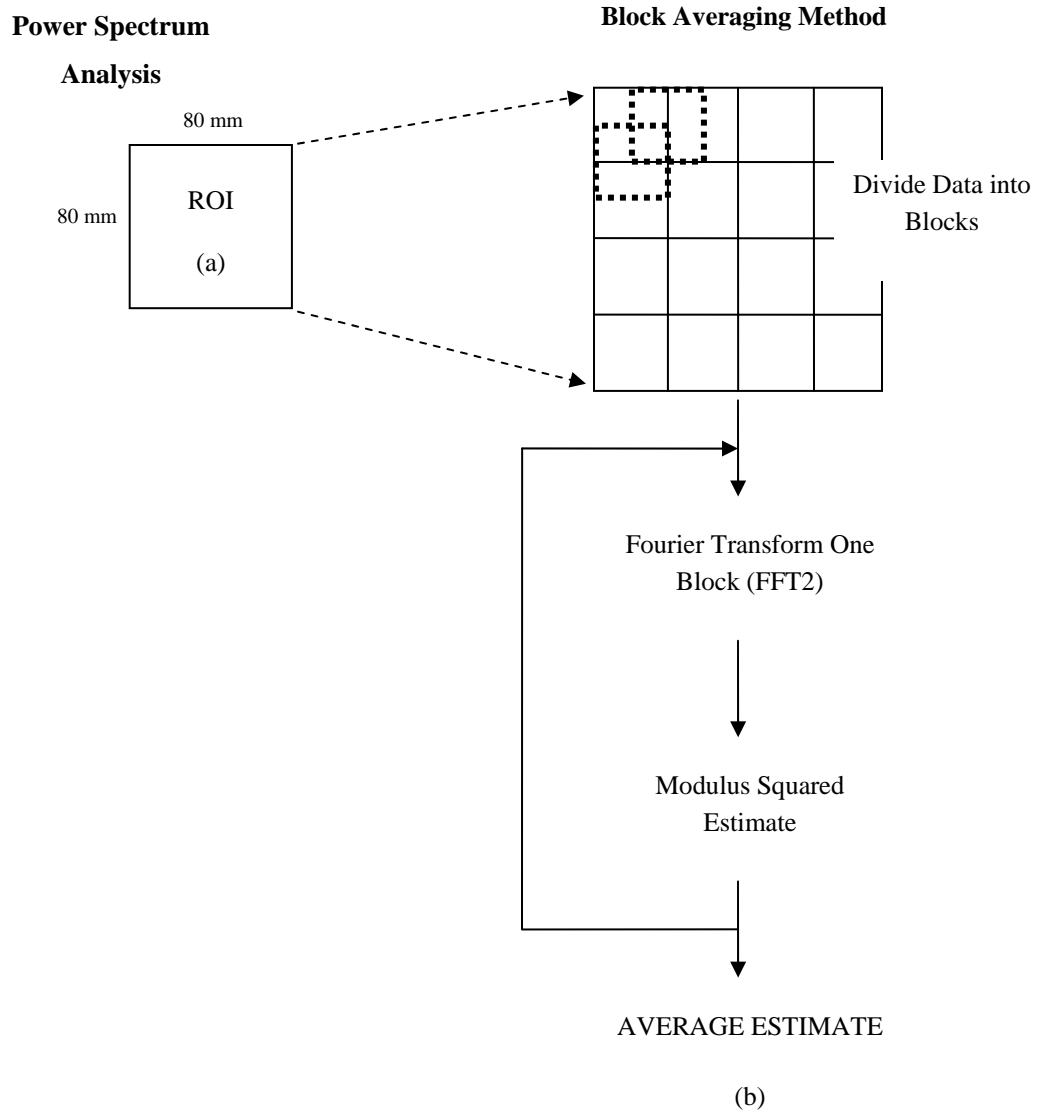 Power Spectrum
Analysis
80 mm
80 mm
ROI
(a)
Block Averaging Method
Divide Data into
Blocks
Fourier Transform One
Block (FFT2)
Modulus Squared
Estimate
AVERAGE ESTIMATE
(b)